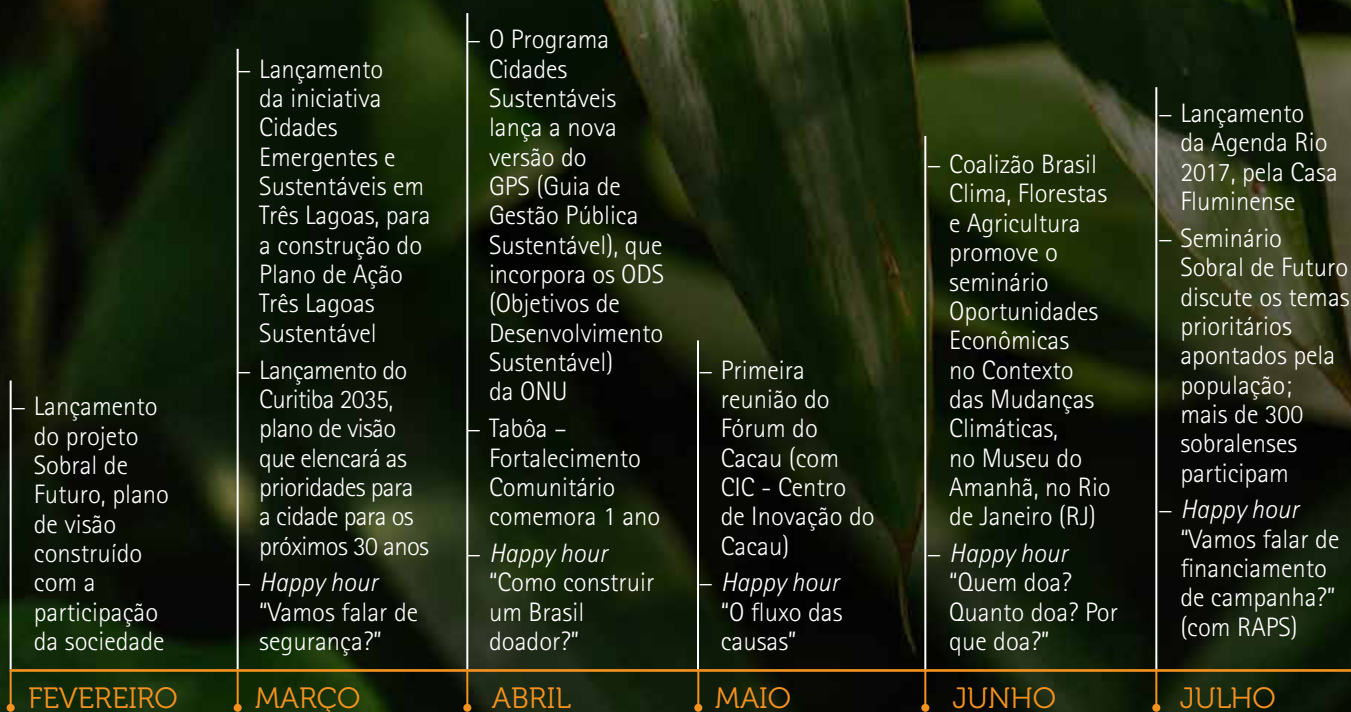 – Lançamento
do projeto
Sobral de
Futuro, plano
de visão
construído
com a
participação
da sociedade
FEVEREIRO
– Lançamento
da iniciativa
Cidades
Emergentes e
Sustentáveis em
Três Lagoas, para
a construção do
Plano de Ação
Três Lagoas
Sustentável
– Lançamento do
Curitiba 2035,
plano de visão
que elencará as
prioridades para
a cidade para os
próximos 30 anos
– Happy hour
"Vamos falar de
segurança?"
MARÇO
– O Programa
Cidades
Sustentáveis
lança a nova
versão do
GPS (Guia de
Gestão Pública
Sustentável), que
incorpora os ODS
(Objetivos de
Desenvolvimento
Sustentável)
da ONU
– Tabôa –
Fortalecimento
Comunitário
comemora 1 ano
– Happy hour
"Como construir
um Brasil
doador?"
ABRIL
– Primeira
reunião do
Fórum do
Cacau (com
CIC - Centro
de Inovação do
Cacau)
– Happy hour
"O fluxo das
causas"
MAIO
– Coalizão Brasil
Clima, Florestas
e Agricultura
promove o
seminário
Oportunidades
Econômicas
no Contexto
das Mudanças
Climáticas,
no Museu do
Amanhã, no Rio
de Janeiro (RJ)
– Happy hour
"Quem doa?
Quanto doa? Por
que doa?"
JUNHO
– Lançamento
da Agenda Rio
2017, pela Casa
Fluminense
– Seminário
Sobral de Futuro
discute os temas
prioritários
apontados pela
população;
mais de 300
sobralenses
participam
– Happy hour
"Vamos falar de
financiamento
de campanha?"
(com RAPS)
JULHO